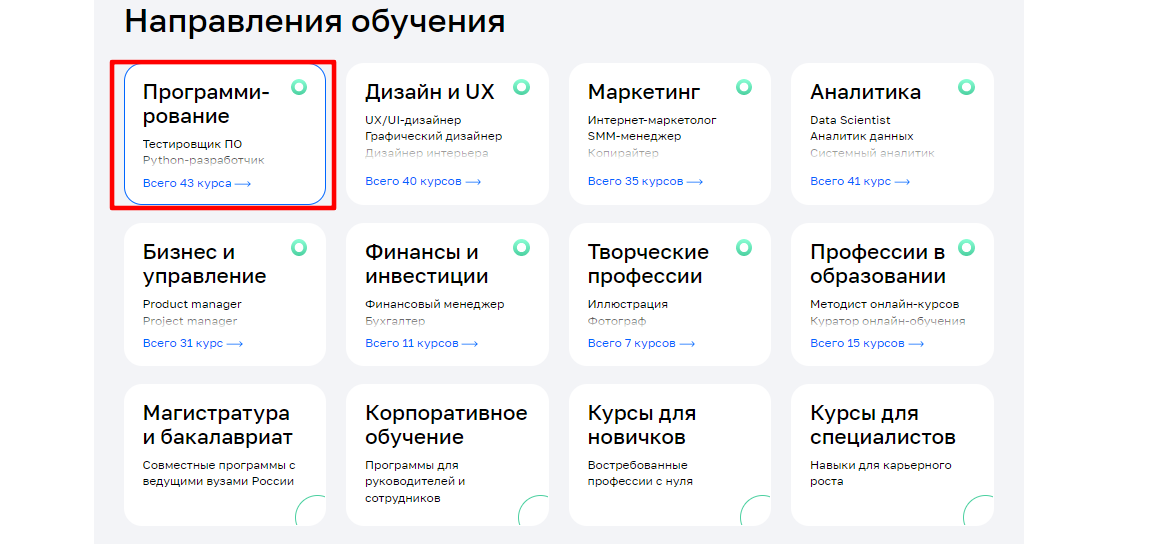 Направления обучения
Программи-
рование
Тестировщик ПО
Python-разработчик
Всего 43 курса →
Дизайн и UX
UX/UI-дизайнер
Графический дизайнер
Дизайнер интерьера
Всего 40 курсов →
Маркетинг
Интернет-маркетолог
SMM-менеджер
Копирайтер
Всего 35 курсов →
Аналитика
Data Scientist
Аналитик данных
Системный аналитик
Всего 41 курс →
Бизнес и
управление
Product manager
Project manager
Всего 31 курс →
Финансы и
инвестиции
Финансовый менеджер
Бухгалтер
Всего 11 курсов →
Творческие
профессии
Иллюстрация
Фотограф
Всего 7 курсов →
Профессии в
образовании
Методист онлайн-курсов
Куратор онлайн-обучения
Всего 15 курсов →
Магистратура
и бакалавриат
Совместные программы с
ведущими вузами России
Корпоративное
обучение
Программы для
руководителей и
сотрудников
Курсы для
новичков
Востребованные
профессии с нуля
Курсы для
специалистов
Навыки для карьерного
роста